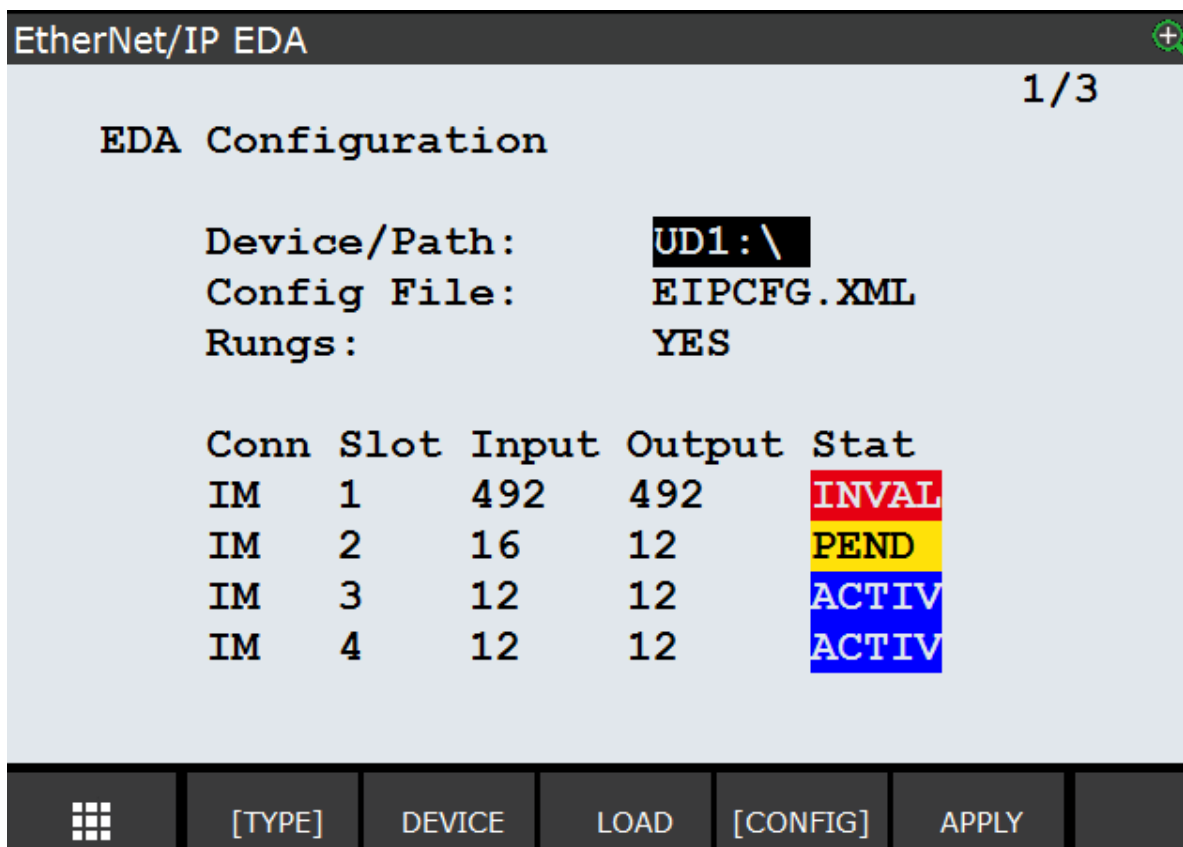 EtherNet/IP EDA
1/3
EDA Configuration
Device/Path: UD1:\
Config File: EIPCFG.XML
Rungs: YES
Conn Slot Input Output Stat
IM 1 492 492 INVAL
IM 2 16 12 PEND
IM 3 12 12 ACTIV
IM 4 12 12 ACTIV
[TYPE] DEVICE LOAD [CONFIG] APPLY